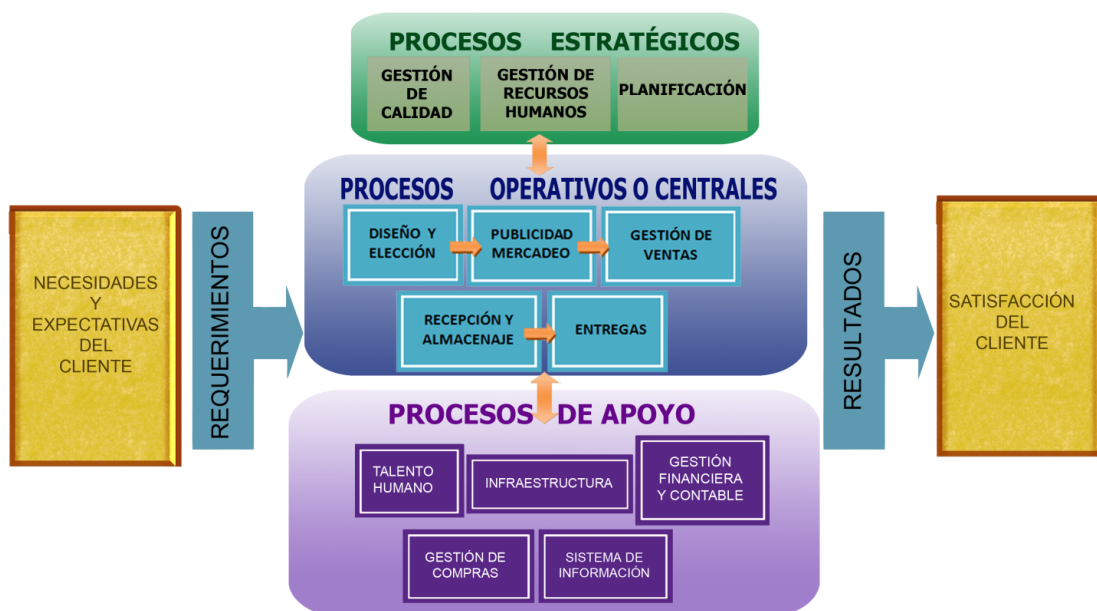 PROCESOS ESTRATÉGICOS
GESTIÓN
DE
CALIDAD
GESTIÓN DE
RECURSOS
HUMANOS
PLANIFICACIÓN
NECESIDADES
Y
EXPECTATIVAS
DEL
CLIENTE
REQUERIMIENTOS
PROCESOS OPERATIVOS O CENTRALES
DISEÑO Y
ELECCIÓN
PUBLICIDAD
MERCADEO
GESTIÓN DE
VENTAS
RECEPCIÓN Y
ALMACENAJE
ENTREGAS
RESULTADOS
SATISFACCIÓN
DEL
CLIENTE
PROCESOS DE APOYO
TALENTO
HUMANO
INFRAESTRUCTURA
GESTIÓN
FINANCIERA
Y CONTABLE
GESTIÓN DE
COMPRAS
SISTEMA DE
INFORMACIÓN